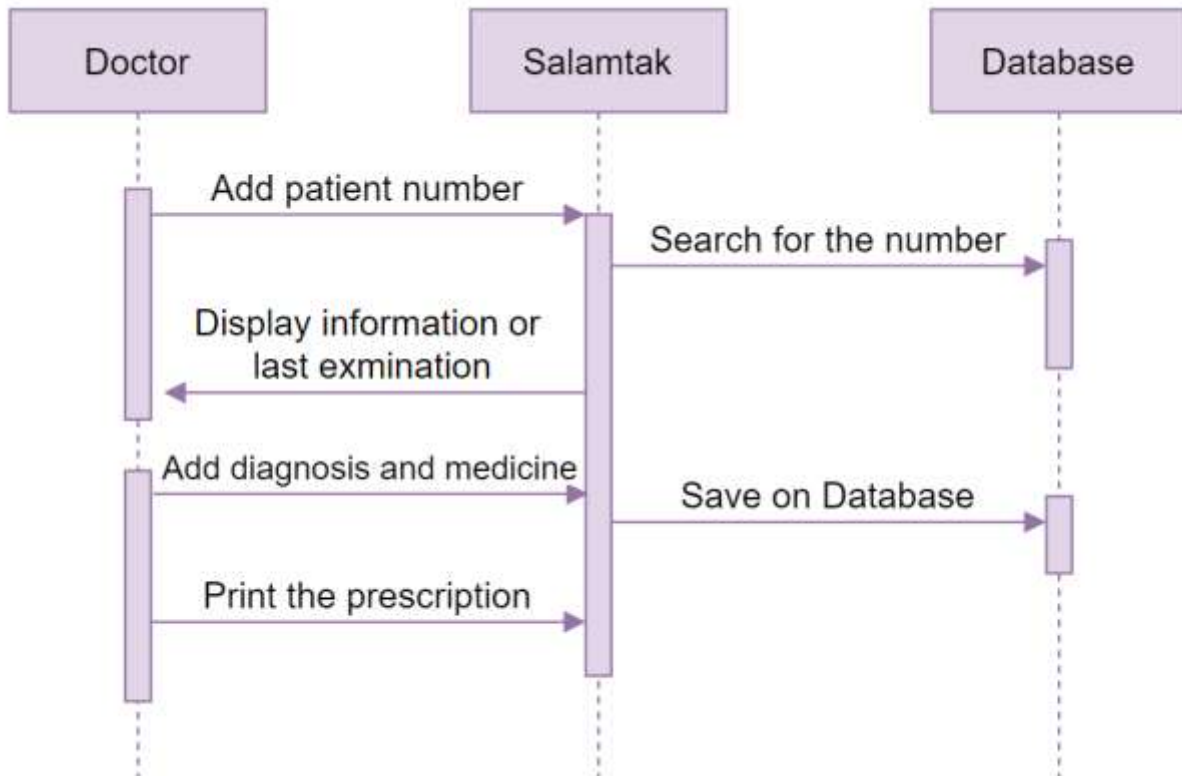 Doctor
Salamtak
Database
Add patient number
Search for the number
Display information or
last exmination
Add diagnosis and medicine
Save on Database
Print the prescription